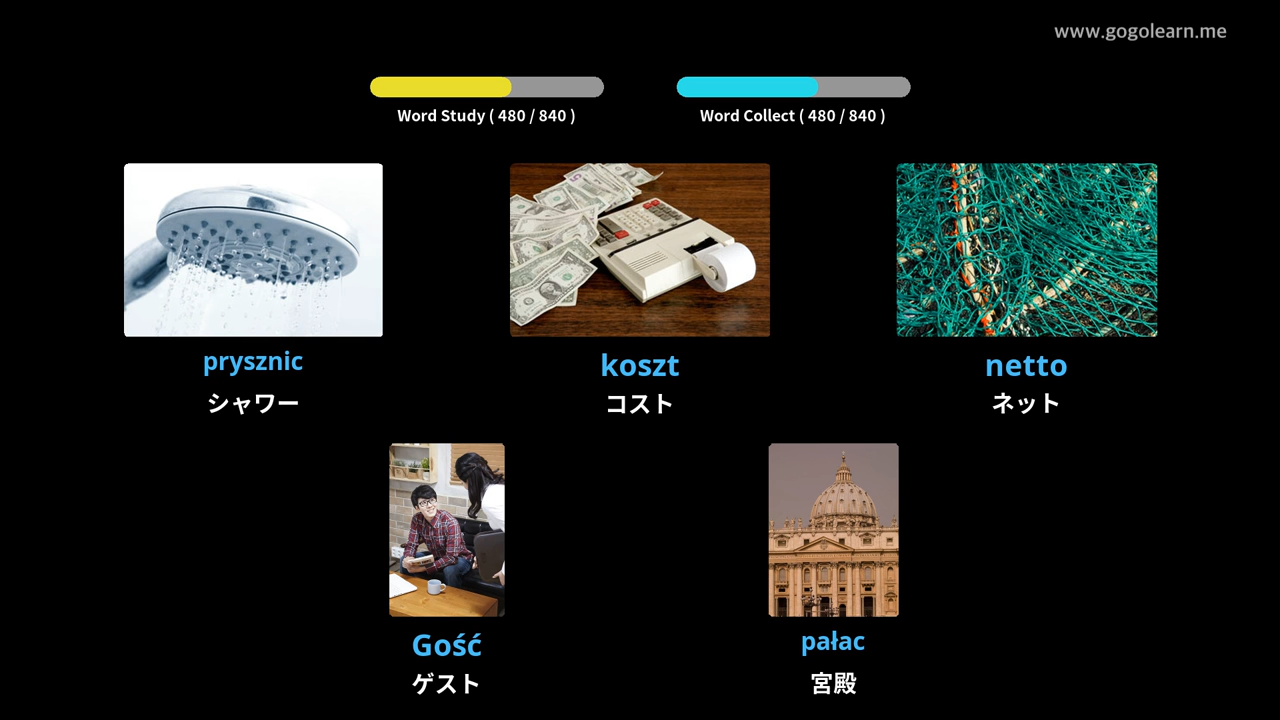 www.gogolearn.me
Word Study ( 480 / 840 )
Word Collect ( 480 / 840 )
prysznic
シャワー
koszt
コスト
netto
ネット
Gość
ゲスト
pałac
宮殿